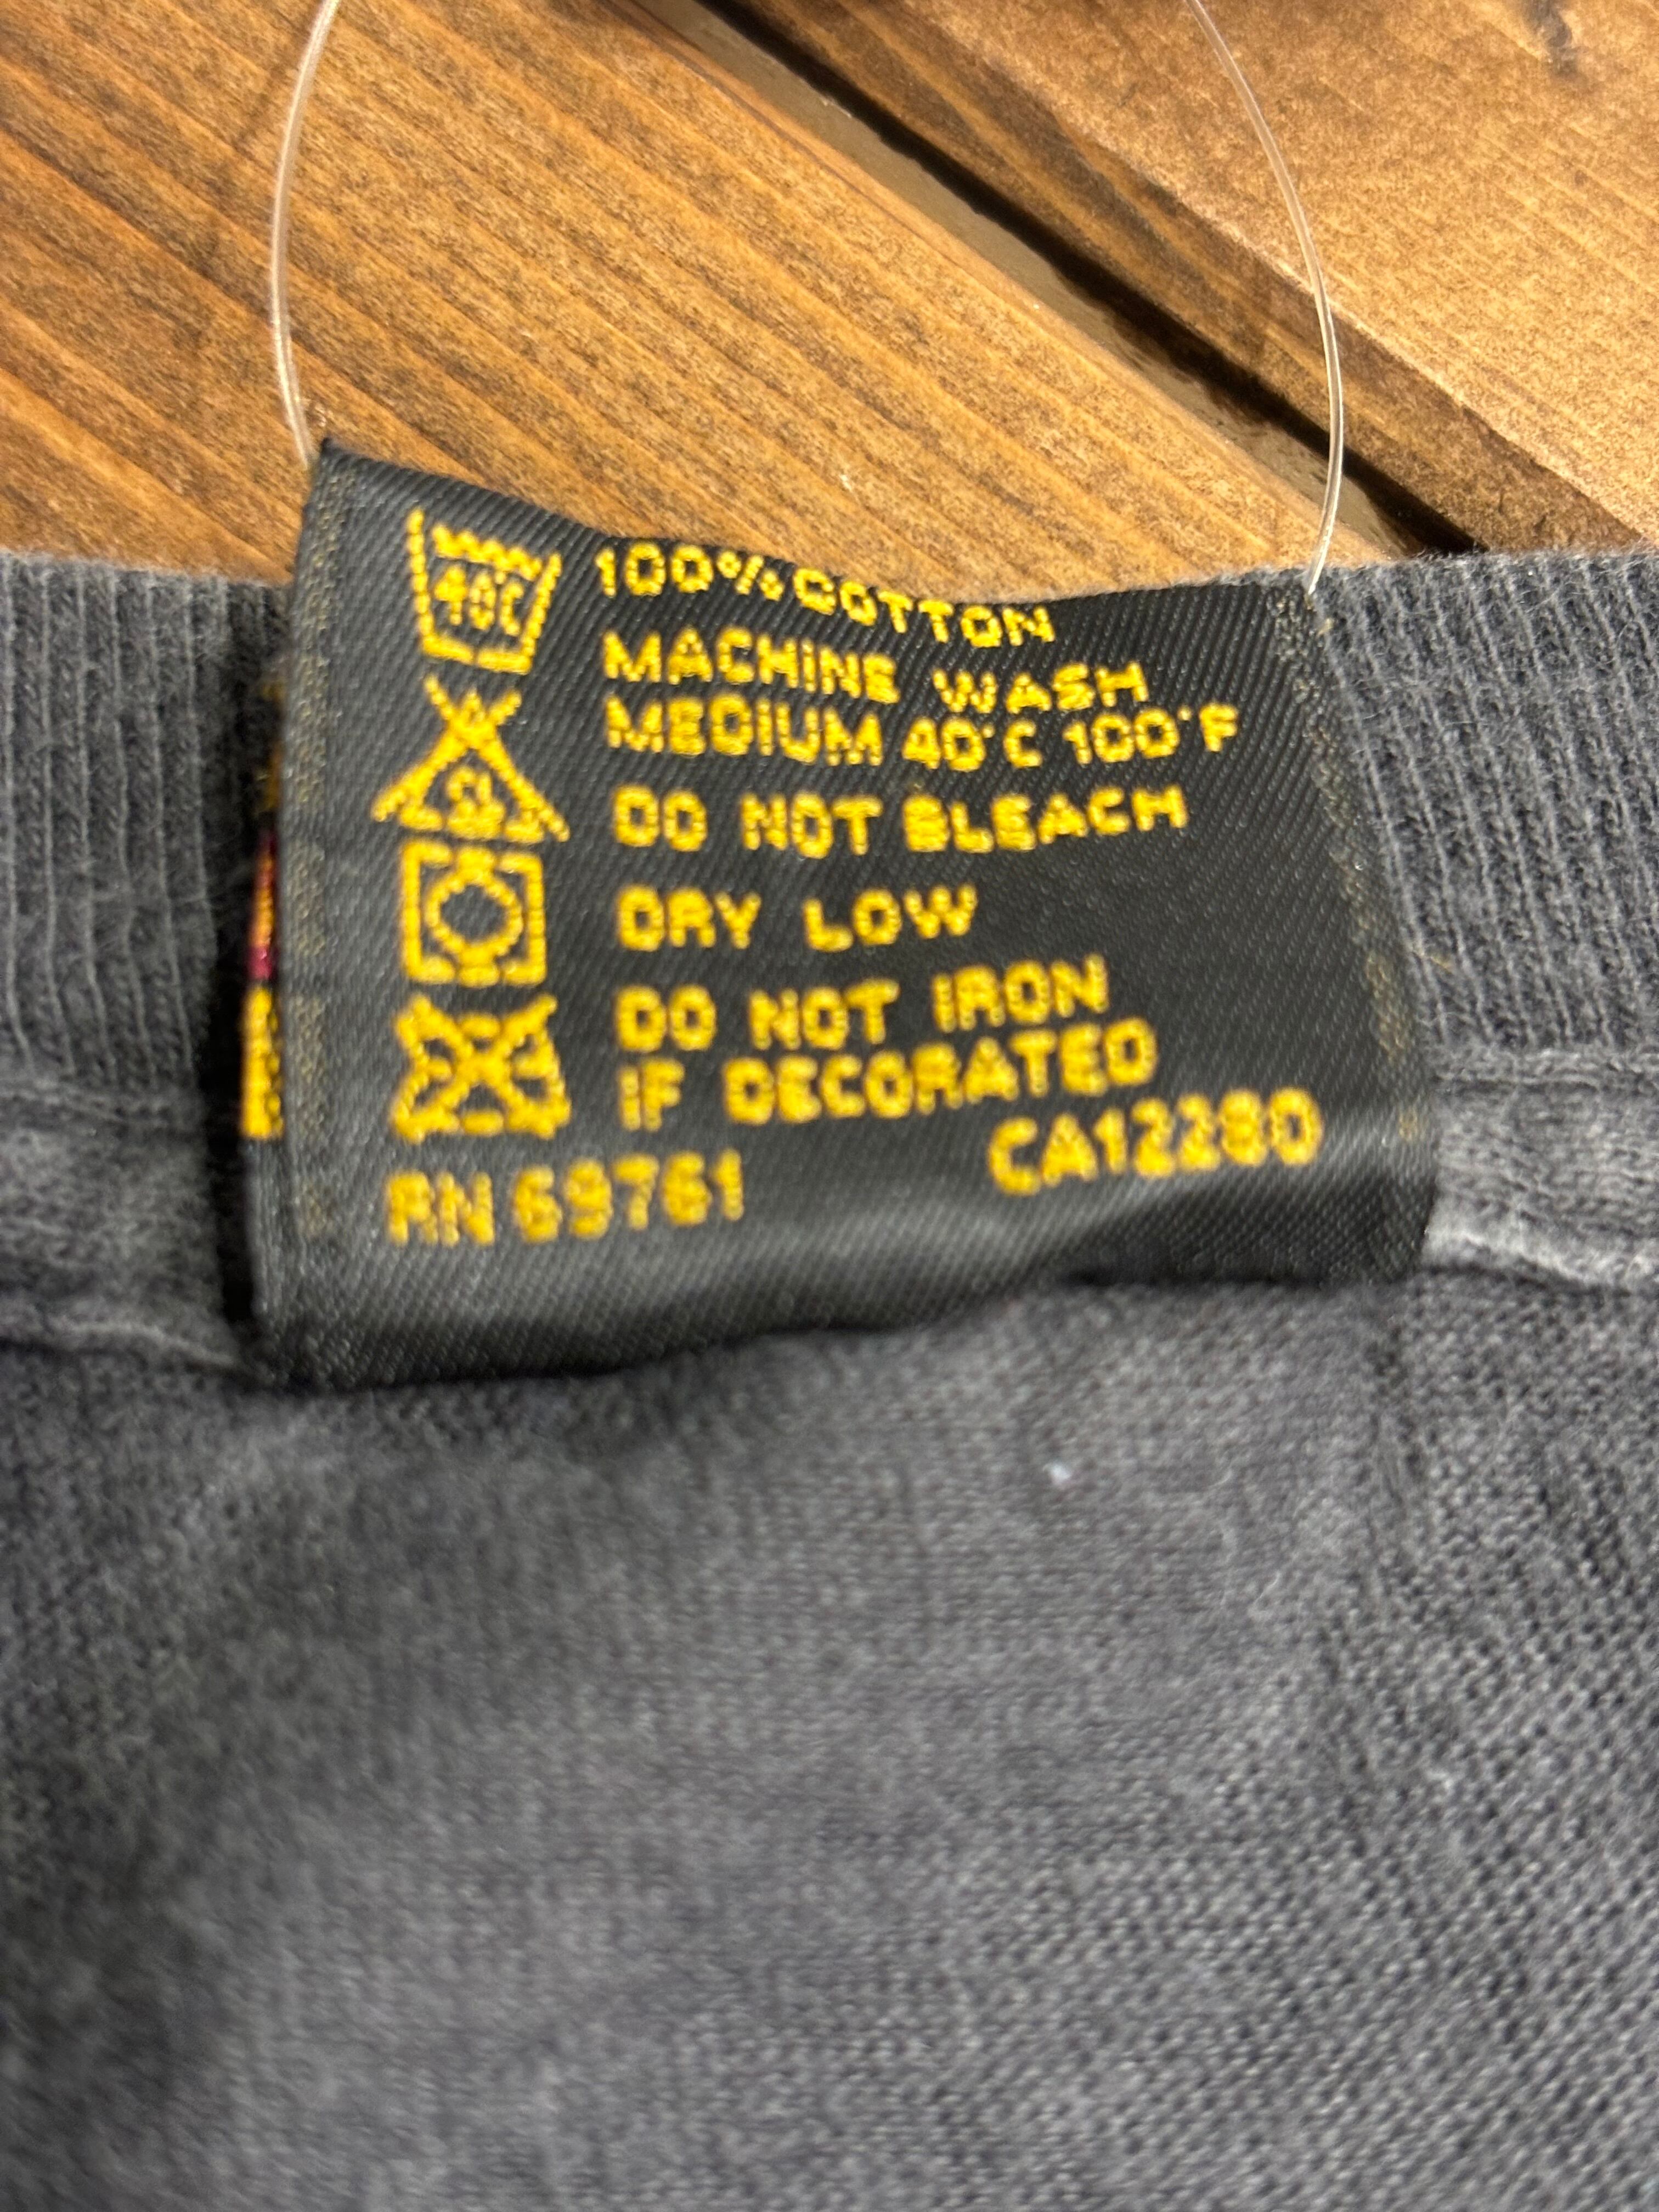 40°C
100% COTTON
MACHINE WASH
MEDIUM 40°C 100°F
DO NOT BLEACH
DRY LOW
DO NOT IRON
IF DECORATED
RN 69761 CA12280